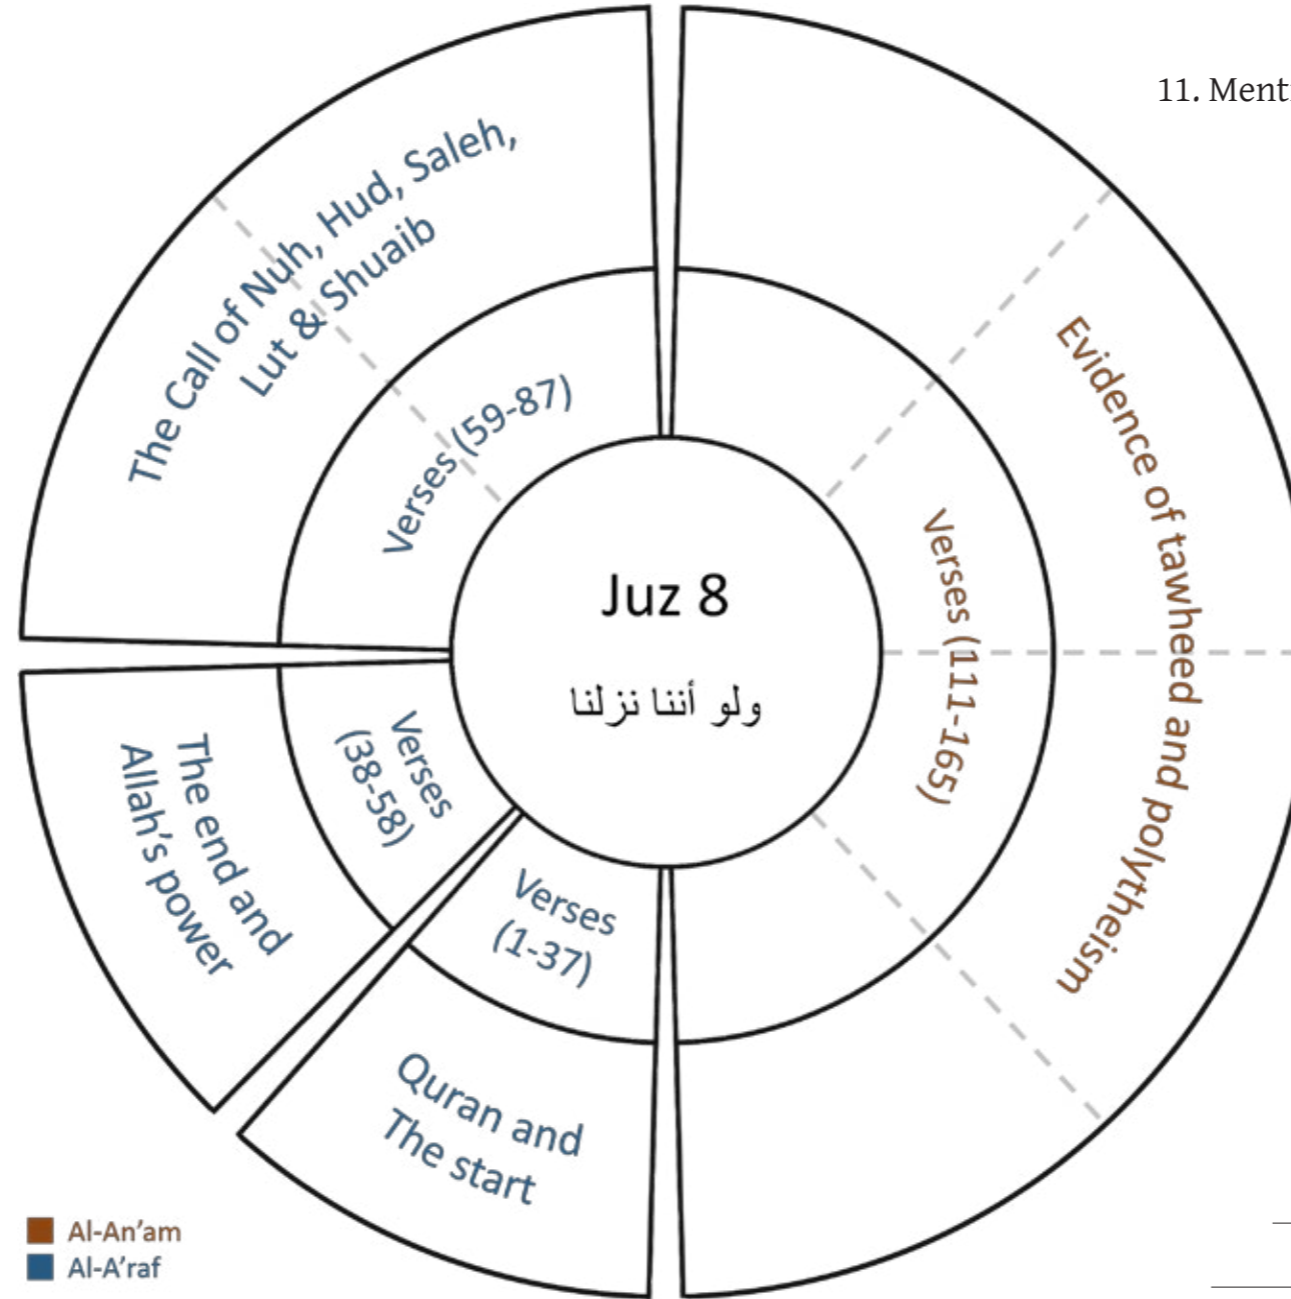 11. Ment
The Call of Nuh, Hud, Saleh,
Lut & Shuaib
Verses (59-87)
Evidence of tawheed and polytheism
Verses (111-165)
Juz 8
ولو أننا نزلنا
Verses
(38-58)
The end and
Allah's power
Verses
(1-37)
Quran and
The start
Al-An'am
Al-A'raf